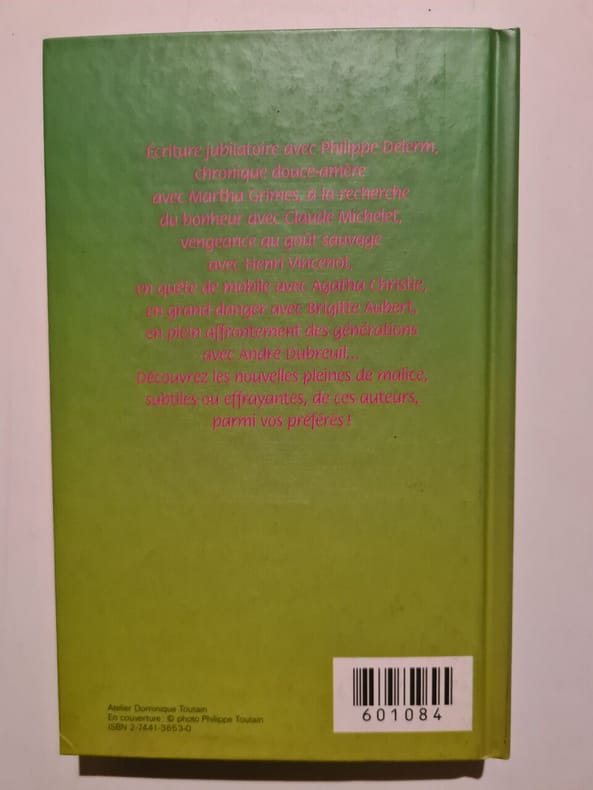 Écriture jubilatoire avec Philippe Delerm,
chronique douce-amère
avec Martha Grimes, à la recherche
du bonheur avec Claude Michelet,
vengeance au goût sauvage
avec Henri Vincenot,
en quête de mobile avec Agatha Christie,
en grand danger avec Brigitte Aubert,
en plein affrontement des générations
avec André Dubreuil...
Découvrez les nouvelles pleines de malice,
subtiles ou effrayantes, de ces auteurs,
parmi vos préférés !
Atelier Dominique Toutain
En couverture : © photo Philippe Toutain
ISBN 2-7441-3653-0
601084